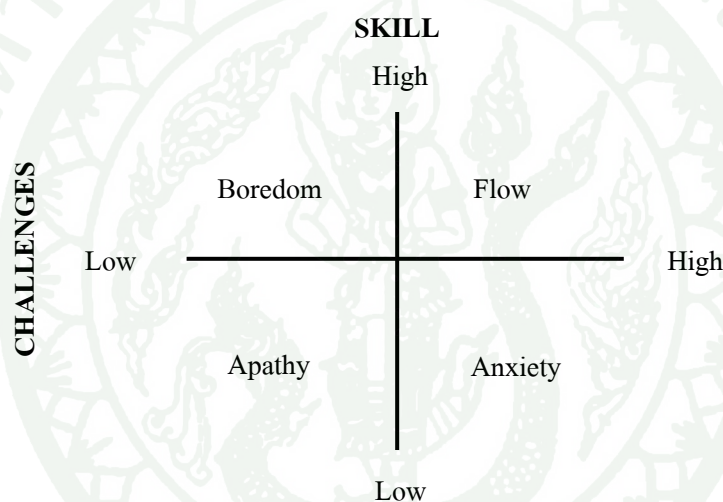 SKILL
High
Boredom Flow
CHALLENGES
Low High
Apathy Anxiety
Low